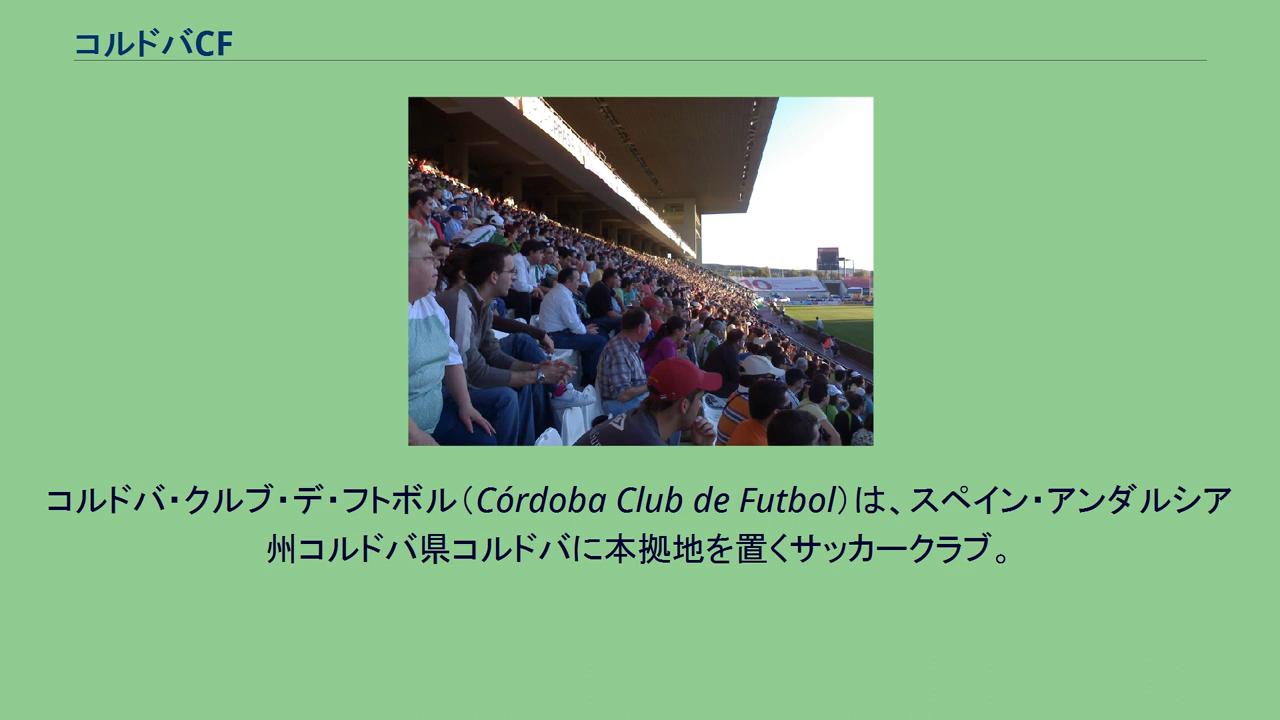 コルドバCF
コルドバ・クルブ・デ・フトボル（Córdoba Club de Futbol）は、スペイン・アンダルシア
州コルドバ県コルドバに本拠地を置くサッカークラブ。